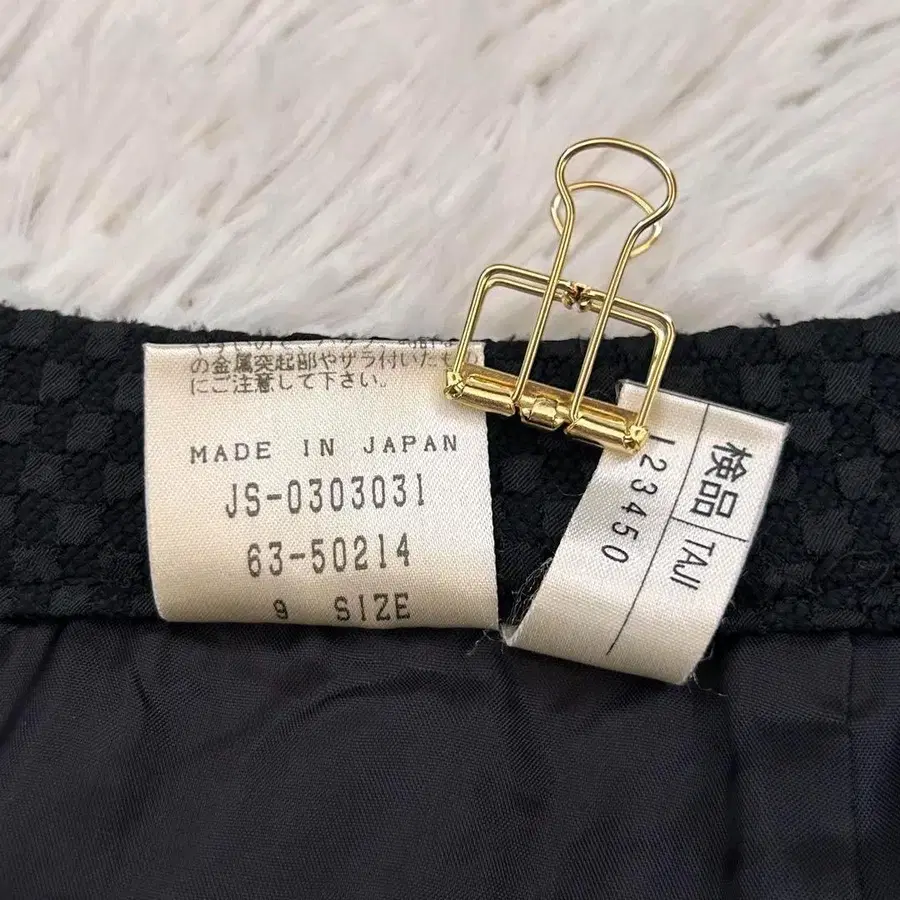 の金属突起部やザラ付いたもの
にご注意して下さい。
MADE IN JAPAN
JS-0303031
63-50214
9 SIZE
検品 TAJI
123450